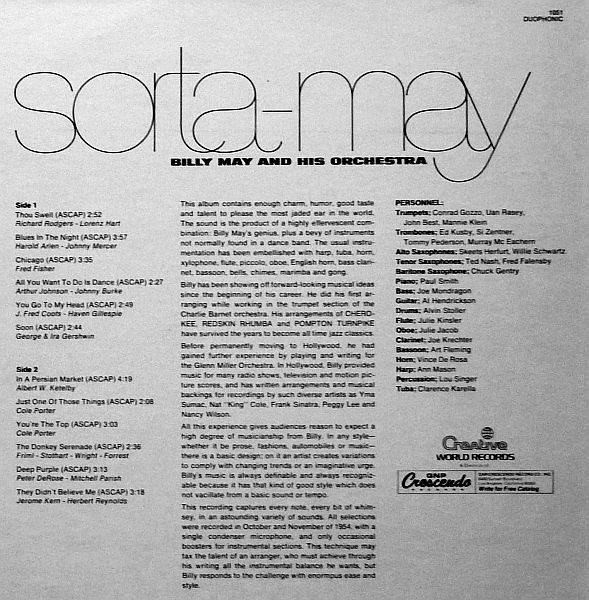 1051
DUOPHONIC
sorta-may
BILLY MAY AND HIS ORCHESTRA
Side 1
Thou Swell (ASCAP) 2:52
Richard Rodgers - Lorenz Hart
Blues In The Night (ASCAP) 3:57
Harold Arlen - Johnny Mercer
Chicago (ASCAP) 3:35
Fred Fisher
All You Want To Do Is Dance (ASCAP) 2:27
Arthur Johnson - Johnny Burke
You Go To My Head (ASCAP) 2:49
J. Fred Coots - Haven Gillespie
Soon (ASCAP) 2:44
George & Ira Gershwin
Side 2
In A Persian Market (ASCAP) 4:19
Albert W. Ketelby
Just One Of Those Things (ASCAP) 2:08
Cole Porter
You're The Top (ASCAP) 3:03
Cole Porter
The Donkey Serenade (ASCAP) 2:36
Friml - Stothart - Wright - Forrest
Deep Purple (ASCAP) 3:13
Peter DeRose - Mitchell Parish
They Didn't Believe Me (ASCAP) 3:18
Jerome Kern - Herbert Reynolds
This album contains enough charm, humor, good taste
and talent to please the most jaded ear in the world.
The sound is the product of a highly effervescent com-
bination: Billy May's genius, plus a bevy of instruments
not normally found in a dance band. The usual instru-
mentation has been embellished with harp, tuba, horn,
xylophone, flute, piccolo, oboe, English horn, bass clari-
net, bassoon, bells, chimes, marimba and gong.
Billy has been showing off forward-looking musical ideas
since the beginning of his career. He did his first ar-
ranging while working in the trumpet section of the
Charlie Barnet orchestra. His arrangements of CHERO-
KEE, REDSKIN RHUMBA and POMPTON TURNPIKE
have survived the years to become all time jazz classics.
Before permanently moving to Hollywood, he had
gained further experience by playing and writing for
the Glenn Miller Orchestra. In Hollywood, Billy provided
music for many radio shows, television and motion pic-
ture scores, and has written arrangements and musical
backings for recordings by such diverse artists as Yma
Sumac, Nat "King" Cole, Frank Sinatra, Peggy Lee and
Nancy Wilson.
All this experience gives audiences reason to expect a
high degree of musicianship from Billy. In any style—
whether it be prose, fashions, automobiles or music—
there is a basic design; on it an artist creates variations
to comply with changing trends or an imaginative urge.
Billy's music is always definable and always recogniz-
able because it has that kind of good style which does
not vacillate from a basic sound or tempo.
This recording captures every note, every bit of whim-
sey, in an astounding variety of sounds. All selections
were recorded in October and November of 1954, with a
single condenser microphone, and only occasional
boosters for instrumental sections. This technique may
tax the talent of an arranger, who must achieve through
his writing all the instrumental balance he wants, but
Billy responds to the challenge with enormous ease and
style.
PERSONNEL:
Trumpets; Conrad Gozzo, Uan Rasey,
John Best, Mannie Klein
Trombones; Ed Kusby, Si Zentner,
Tommy Pederson, Murray Mc Eachern
Alto Saxophones; Skeets Herfurt, Willie Schwartz
Tenor Saxophones; Ted Nash, Fred Falensby
Baritone Saxophone; Chuck Gentry
Piano; Paul Smith
Bass; Joe Mondragon
Guitar; Al Hendrickson
Drums; Alvin Stoller
Flute; Julie Kinsler
Oboe; Julie Jacob
Clarinet; Joe Krechter
Bassoon; Art Fleming
Horn; Vince De Rosa
Harp; Ann Mason
Percussion; Lou Singer
Tuba; Clarence Karella
Creative
WORLD RECORDS
GNP
Crescendo
RECORDS
GNP/CRESCENDO RECORD CO., INC.
Write for Free Catalog